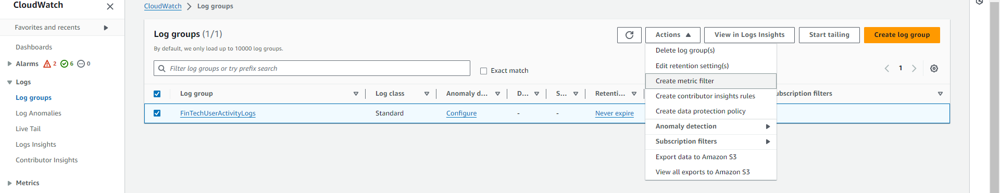 CloudWatch
Favorites and recents
Dashboards
Alarms 2 6 0
Logs
Log groups
Log Anomalies
Live Tail
Logs Insights
Contributor Insights
Metrics
CloudWatch Log groups
Log groups (1/1)
By default, we only load up to 10000 log groups.
Actions View in Logs Insights Start tailing Create log group
Filter log groups or try prefix search Exact match 1
Log group Log class Anomaly d... D... S... Retenti... ubscription filters
FinTechUserActivityLogs Standard Configure - - Never expire
Delete log group(s)
Edit retention setting(s)
Create metric filter
Create contributor insights rules
Create data protection policy
Anomaly detection
Subscription filters
Export data to Amazon S3
View all exports to Amazon S3